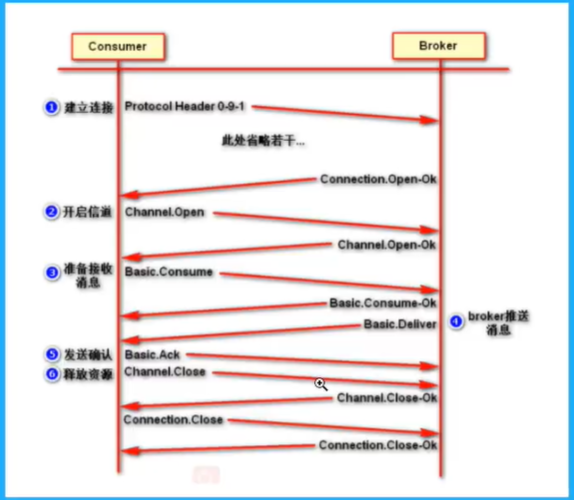 Consumer
Broker
1 建立连接 Protocol Header 0-9-1
此处省略若干...
Connection.Open-Ok
2 开启信道 Channel.Open
Channel.Open-Ok
3 准备接收
消息
Basic.Consume
Basic.Consume-Ok
Basic.Deliver
4 broker推送
消息
5 发送确认 Basic.Ack
6 释放资源 Channel.Close
Channel.Close-Ok
Connection.Close
Connection.Close-Ok